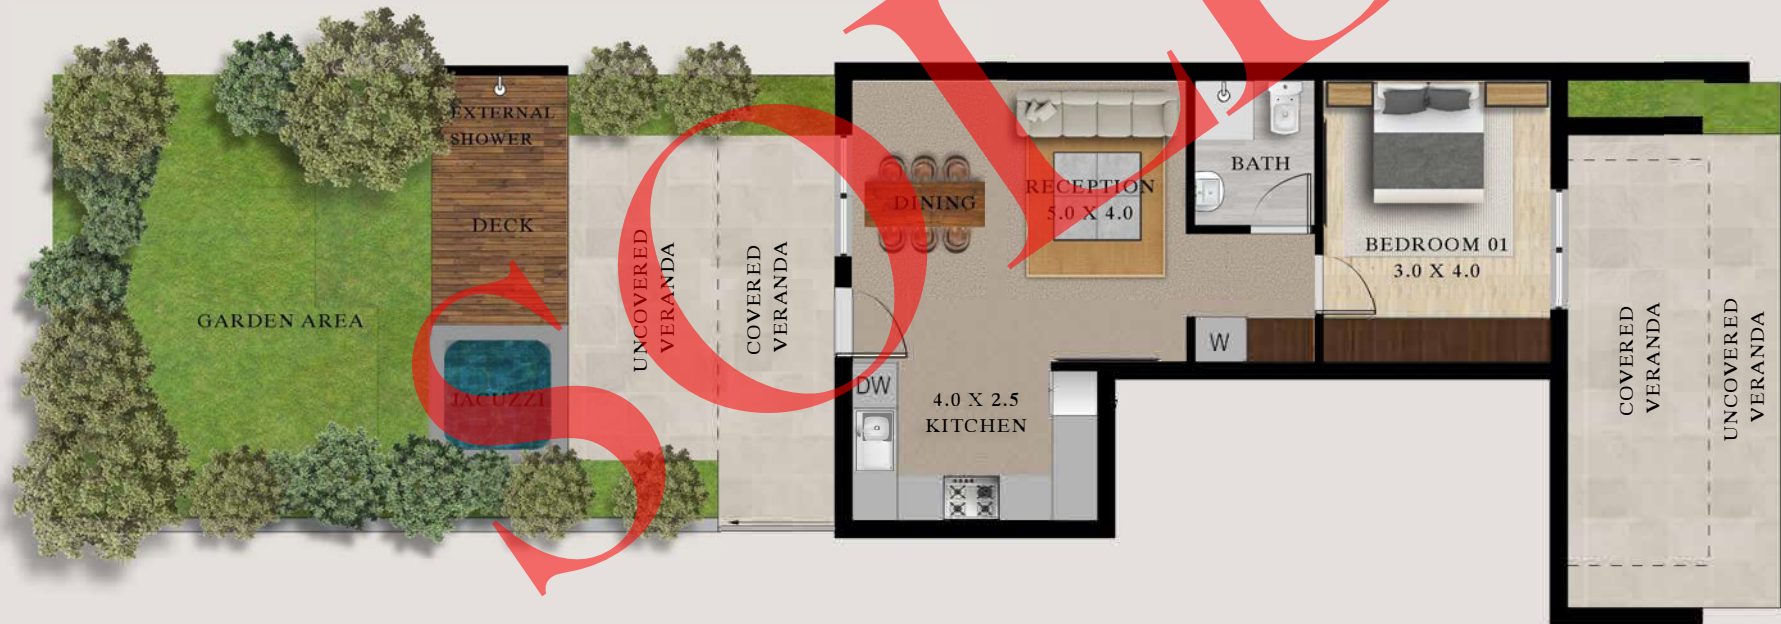 EXTERNAL
SHOWER
DECK
GARDEN AREA
JACUZZI
UNCOVERED
VERANDA
COVERED
VERANDA
DINING
RECEPTION
5.0 X 4.0
BATH
BEDROOM 01
3.0 X 4.0
W
DW
4.0 X 2.5
KITCHEN
COVERED
VERANDA
UNCOVERED
VERANDA
SOL